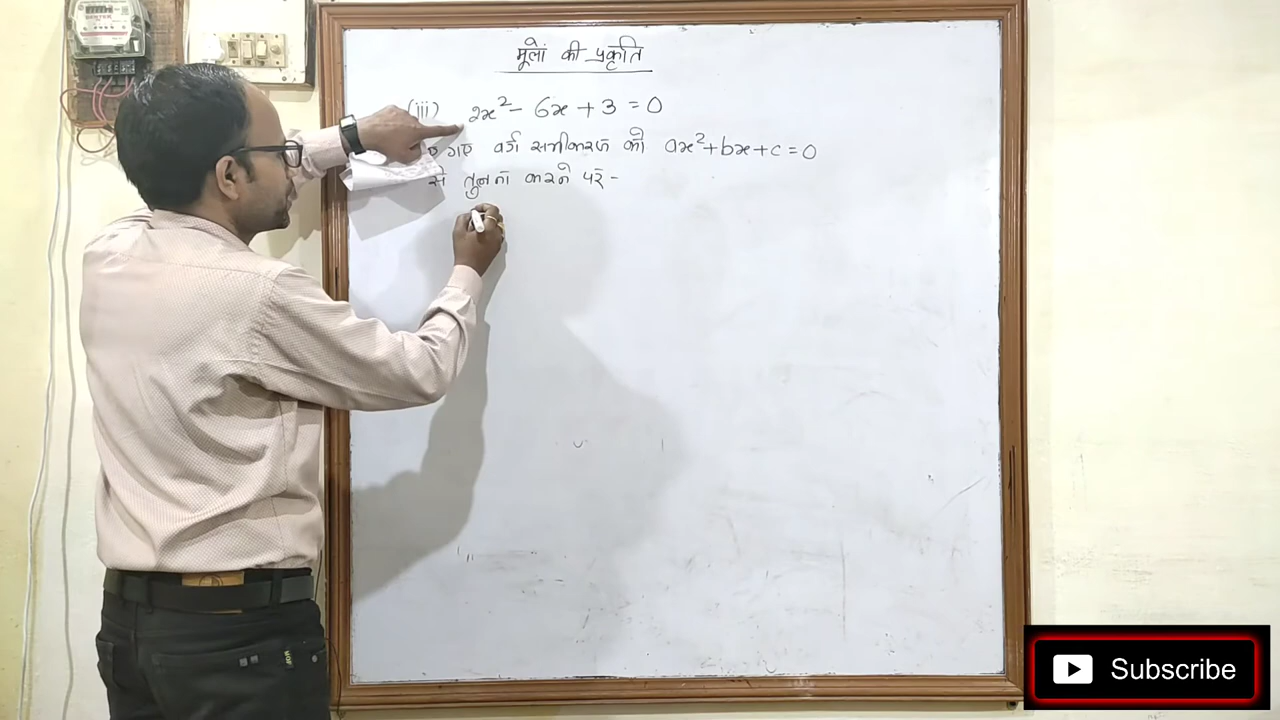 मूलों की प्रकृति
(iii) 2x² - 6x + 3 = 0
गए वर्ग समीकरण को ax² + bx + c = 0
से तुलना करने पर -
Subscribe